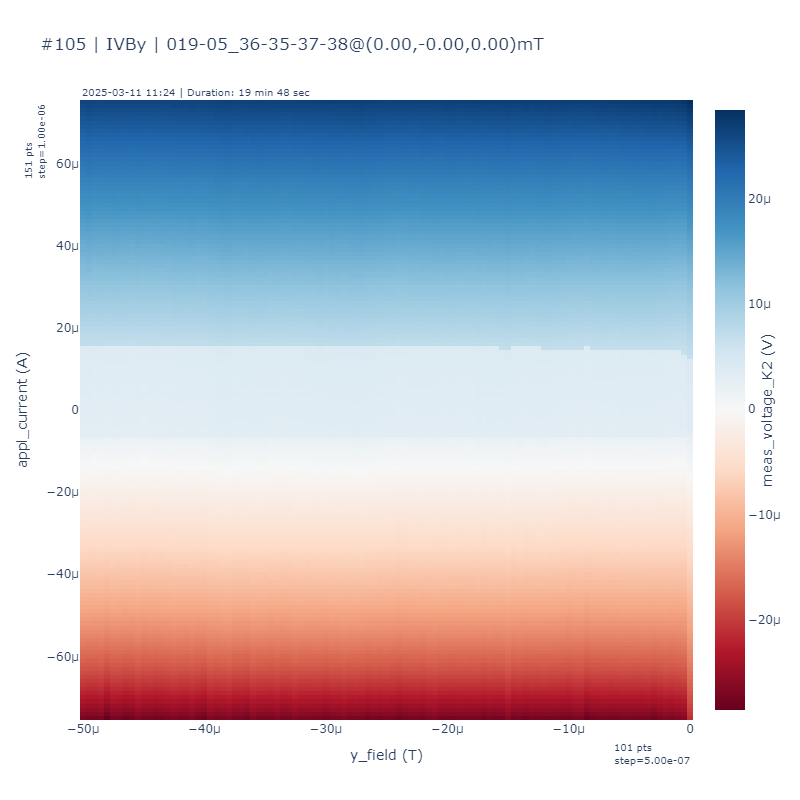 #105 | IVBy | 019-05_36-35-37-38@(0.00,-0.00,0.00)mT
2025-03-11 11:24 | Duration: 19 min 48 sec
151 pts
step=1.00e-06
60µ
40µ
20µ
0
−20µ
−40µ
−60µ
appl_current (A)
−50µ
−40µ
−30µ
−20µ
−10µ
0
y_field (T)
101 pts
step=5.00e-07
20µ
10µ
0
−10µ
−20µ
meas_voltage_K2 (V)